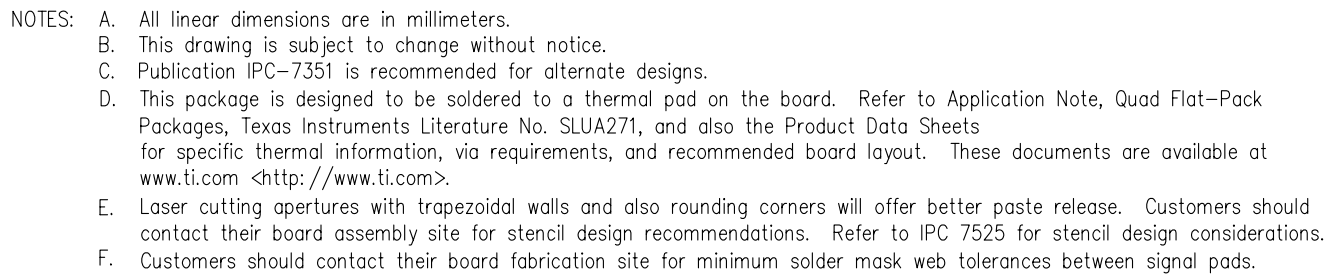 NOTES: A. All linear dimensions are in millimeters.
B. This drawing is subject to change without notice.
C. Publication IPC-7351 is recommended for alternate designs.
D. This package is designed to be soldered to a thermal pad on the board. Refer to Application Note, Quad Flat-Pack
Packages, Texas Instruments Literature No. SLUA271, and also the Product Data Sheets
for specific thermal information, via requirements, and recommended board layout. These documents are available at
www.ti.com <http://www.ti.com>.
E. Laser cutting apertures with trapezoidal walls and also rounding corners will offer better paste release. Customers should
contact their board assembly site for stencil design recommendations. Refer to IPC 7525 for stencil design considerations.
F. Customers should contact their board fabrication site for minimum solder mask web tolerances between signal pads.